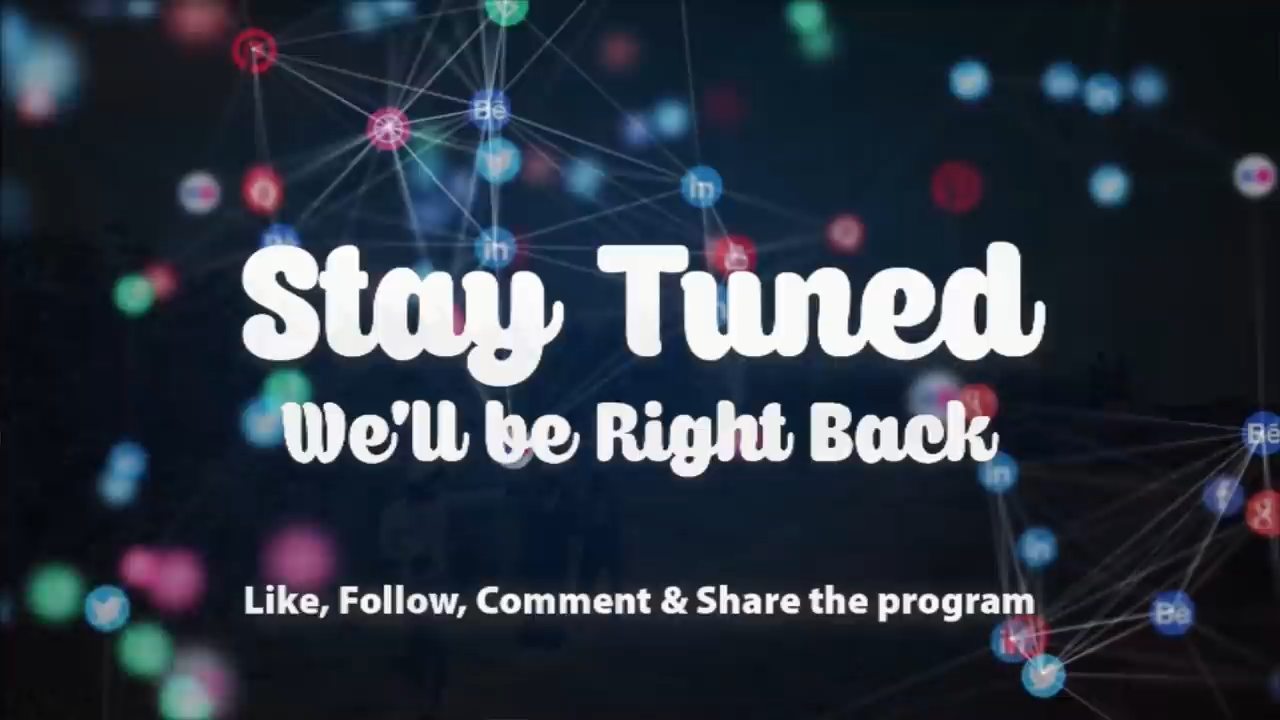 Stay Tuned
We'll be Right Back
Like, Follow, Comment & Share the program